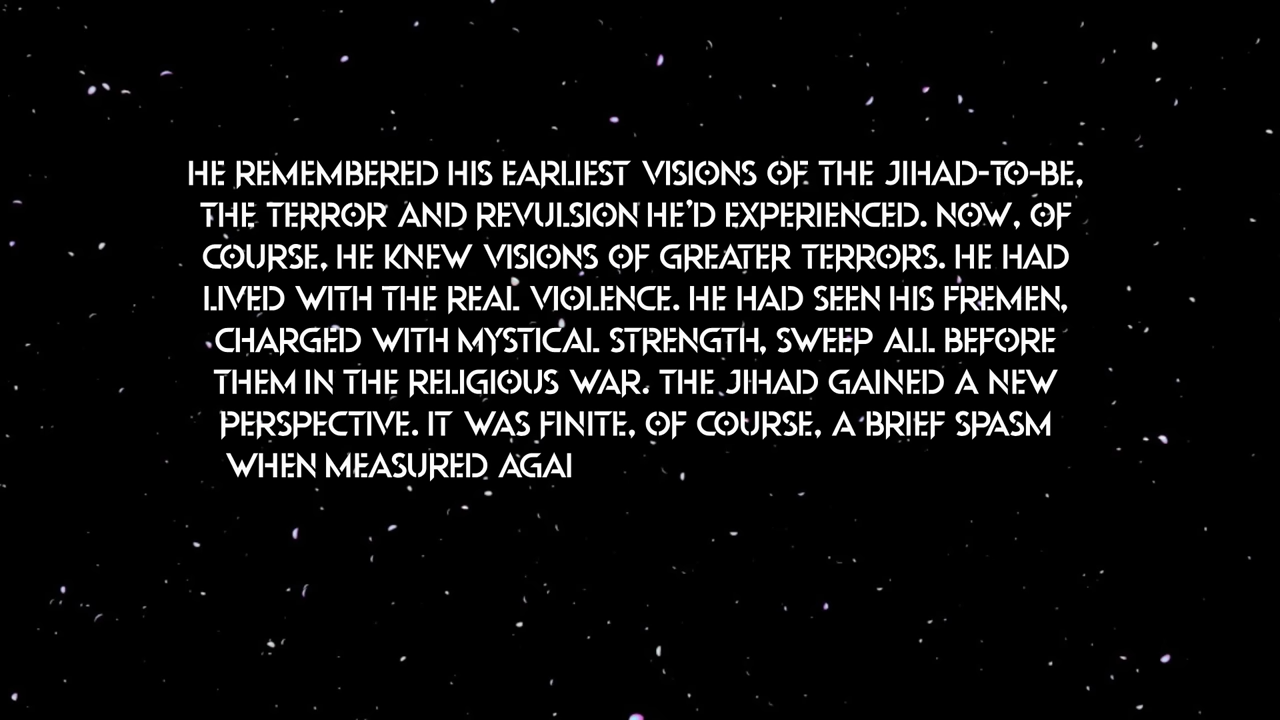 HE REMEMBERED HIS EARLIEST VISIONS OF THE JIHAD-TO-BE,
THE TERROR AND REVULSION HE'D EXPERIENCED. NOW, OF
COURSE, HE KNEW VISIONS OF GREATER TERRORS. HE HAD
LIVED WITH THE REAL VIOLENCE. HE HAD SEEN HIS FREMEN,
CHARGED WITH MYSTICAL STRENGTH, SWEEP ALL BEFORE
THEM IN THE RELIGIOUS WAR. THE JIHAD GAINED A NEW
PERSPECTIVE. IT WAS FINITE, OF COURSE, A BRIEF SPASM
WHEN MEASURED AGAI